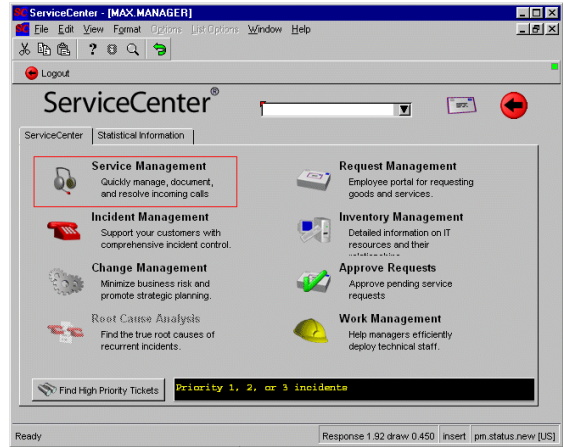 ServiceCenter - [MAX.MANAGER]
File Edit View Format Options List Options Window Help
Logout
ServiceCenter®
ServiceCenter Statistical Information
Service Management
Quickly manage, document,
and resolve incoming calls
Request Management
Employee portal for requesting
goods and services.
Incident Management
Support your customers with
comprehensive incident control.
Inventory Management
Detailed information on IT
resources and their
Change Management
Minimize business risk and
promote strategic planning.
Approve Requests
Approve pending service
requests
Root Cause Analysis
Find the true root causes of
recurrent incidents.
Work Management
Help managers efficiently
deploy technical staff.
Find High Priority Tickets
Priority 1, 2, or 3 incidents
Ready
Response 1.92 draw 0.450 insert pm.status.new [US]